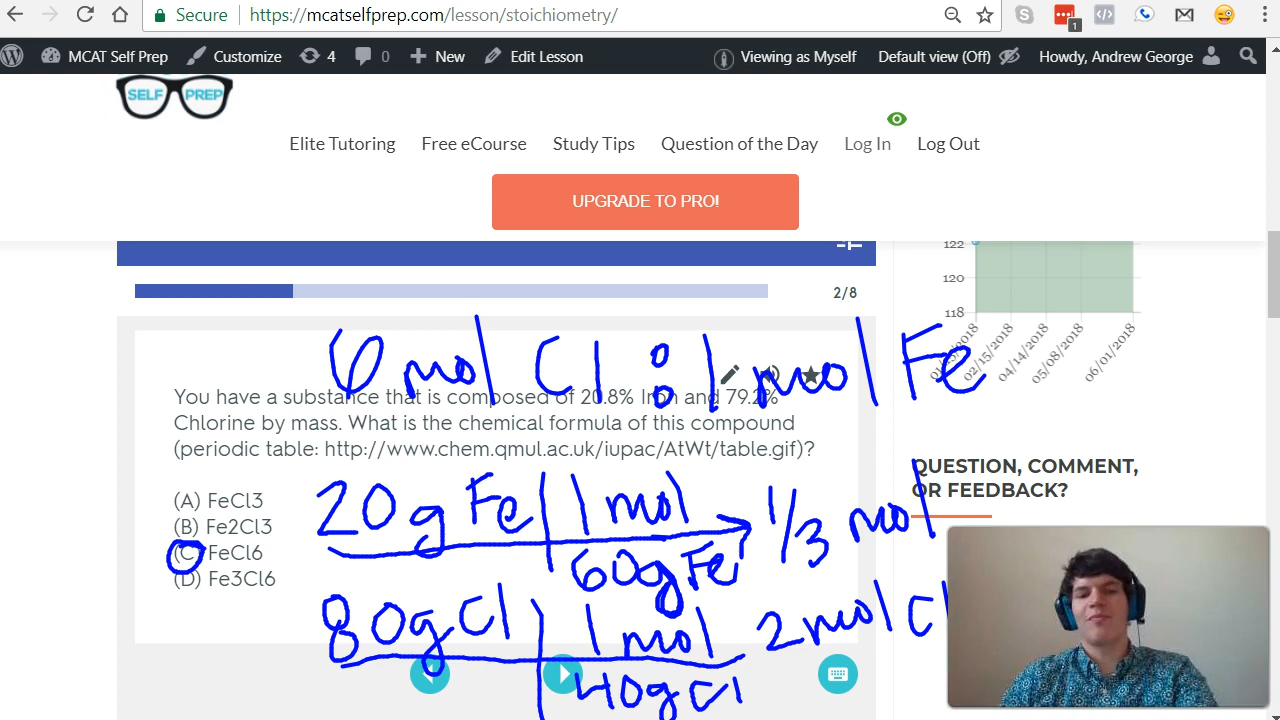 Secure https://mcatselfprep.com/lesson/stoichiometry/
1
MCAT Self Prep Customize 4 0 New Edit Lesson Viewing as Myself Default view (Off) Howdy, Andrew George
SELF PREP
Elite Tutoring Free eCourse Study Tips Question of the Day Log In Log Out
UPGRADE TO PRO!
122
120
118
2/8
02/15/2018
04/14/2018
05/08/2018
06/01/2018
6 mol Cl : 1 mol Fe
You have a substance that is composed of 20.8% Iron and 79.2%
Chlorine by mass. What is the chemical formula of this compound
(periodic table: http://www.chem.qmul.ac.uk/iupac/AtWt/table.gif)?
QUESTION, COMMENT,
OR FEEDBACK?
(A) FeCl3
(B) Fe2Cl3
(C) FeCl6
(D) Fe3Cl6
20g Fe 1 mol 1/3 mol
60g Fe
80g Cl 1 mol 2 mol Cl
40g Cl